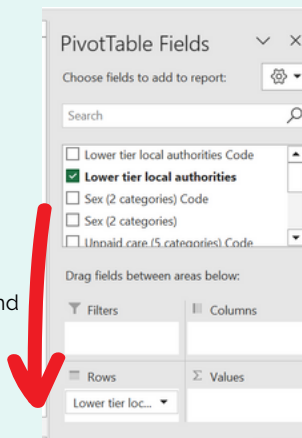 PivotTable Fields
Choose fields to add to report:
Search
Lower tier local authorities Code
Lower tier local authorities
Sex (2 categories) Code
Sex (2 categories)
Unpaid care (5 categories) Code
Drag fields between areas below:
nd
Filters
Columns
Rows
Σ Values
Lower tier loc...